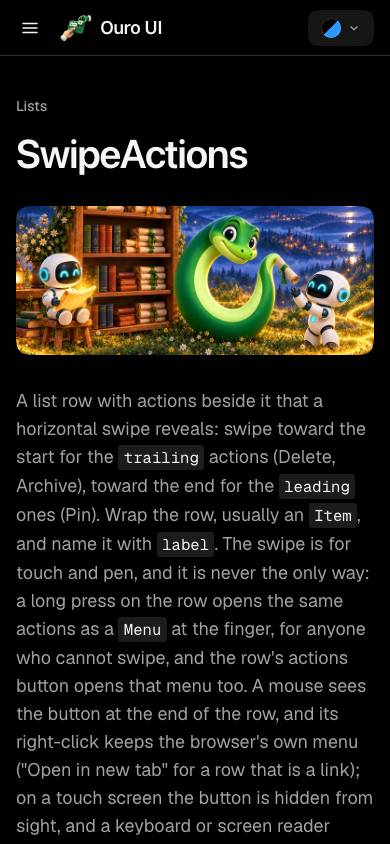 Ouro UI
Lists
SwipeActions
A list row with actions beside it that a
horizontal swipe reveals: swipe toward the
start for the trailing actions (Delete,
Archive), toward the end for the leading
ones (Pin). Wrap the row, usually an Item,
and name it with label. The swipe is for
touch and pen, and it is never the only way:
a long press on the row opens the same
actions as a Menu at the finger, for anyone
who cannot swipe, and the row's actions
button opens that menu too. A mouse sees
the button at the end of the row, and its
right-click keeps the browser's own menu
("Open in new tab" for a row that is a link);
on a touch screen the button is hidden from
sight, and a keyboard or screen reader